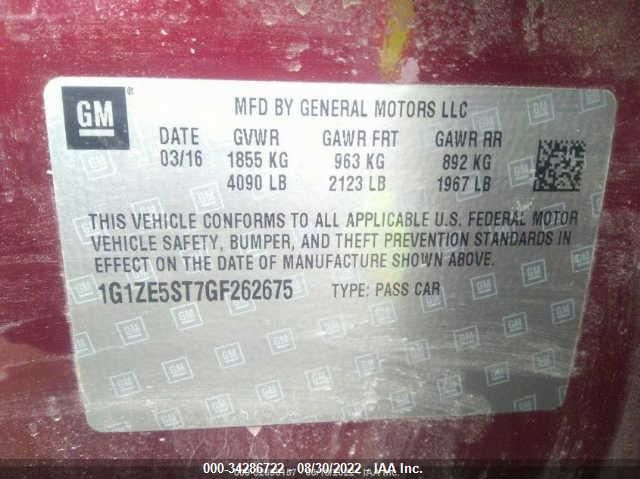 GM
MFD BY GENERAL MOTORS LLC
DATE GVWR GAWR FRT GAWR RR
03/16 1855 KG 963 KG 892 KG
4090 LB 2123 LB 1967 LB
THIS VEHICLE CONFORMS TO ALL APPLICABLE U.S. FEDERAL MOTOR
VEHICLE SAFETY, BUMPER, AND THEFT PREVENTION STANDARDS IN
EFFECT ON THE DATE OF MANUFACTURE SHOWN ABOVE.
1G1ZE5ST7GF262675 TYPE: PASS CAR
000-34286722 - 08/30/2022 - IAA Inc.